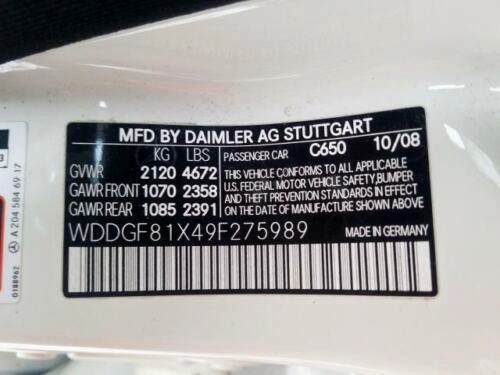 MFD BY DAIMLER AG STUTTGART
KG LBS
GVWR 2120 4672
GAWR FRONT 1070 2358
GAWR REAR 1085 2391
PASSENGER CAR C650 10/08
THIS VEHICLE CONFORMS TO ALL APPLICABLE
U.S. FEDERAL MOTOR VEHICLE SAFETY,BUMPER
AND THEFT PREVENTION STANDARDS IN EFFECT
ON THE DATE OF MANUFACTURE SHOWN ABOVE.
WDDGF81X49F275989
MADE IN GERMANY
3
A 204 584 69 17
0188962